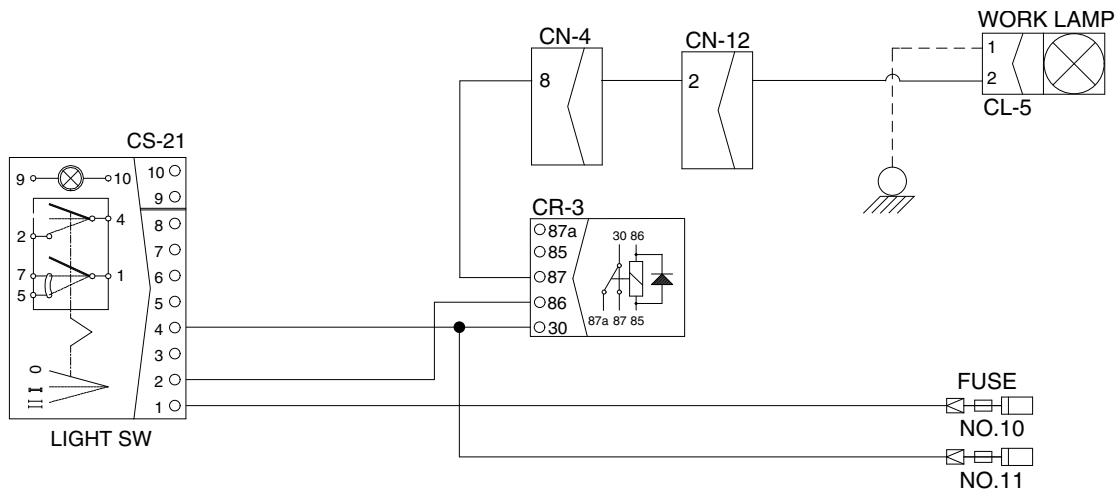 WORK LAMP
CN-4
CN-12
8
2
1
2
CL-5
CS-21
9
10
4
2
7
1
5
0
I
II
10
9
8
7
6
5
4
3
2
1
LIGHT SW
CR-3
87a
85
87
86
30
30 86
87a 87 85
FUSE
NO.10
NO.11